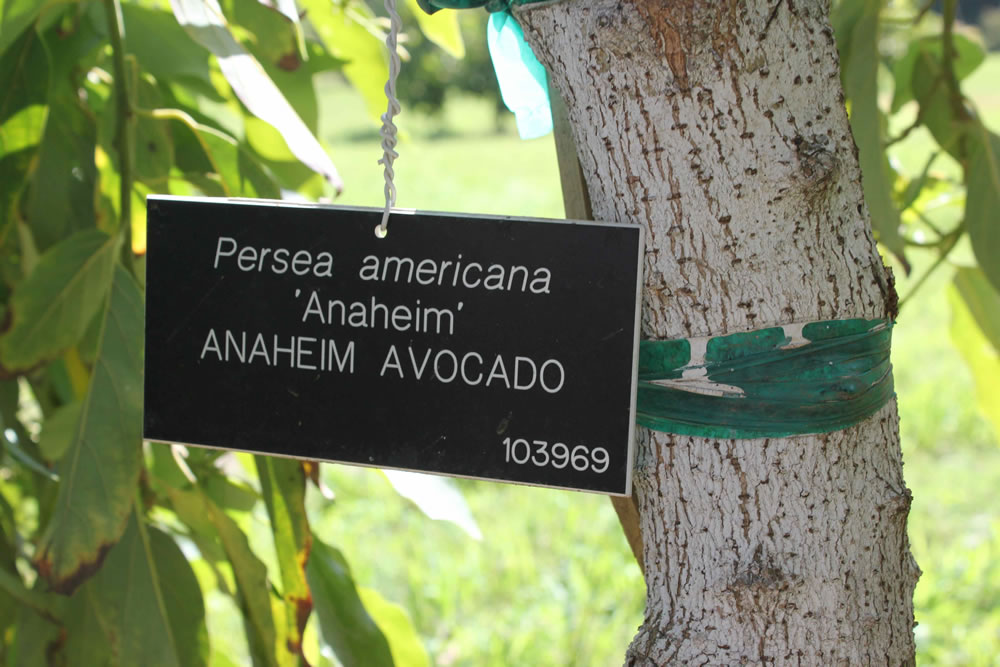 Persea americana
'Anaheim'
ANAHEIM AVOCADO
103969